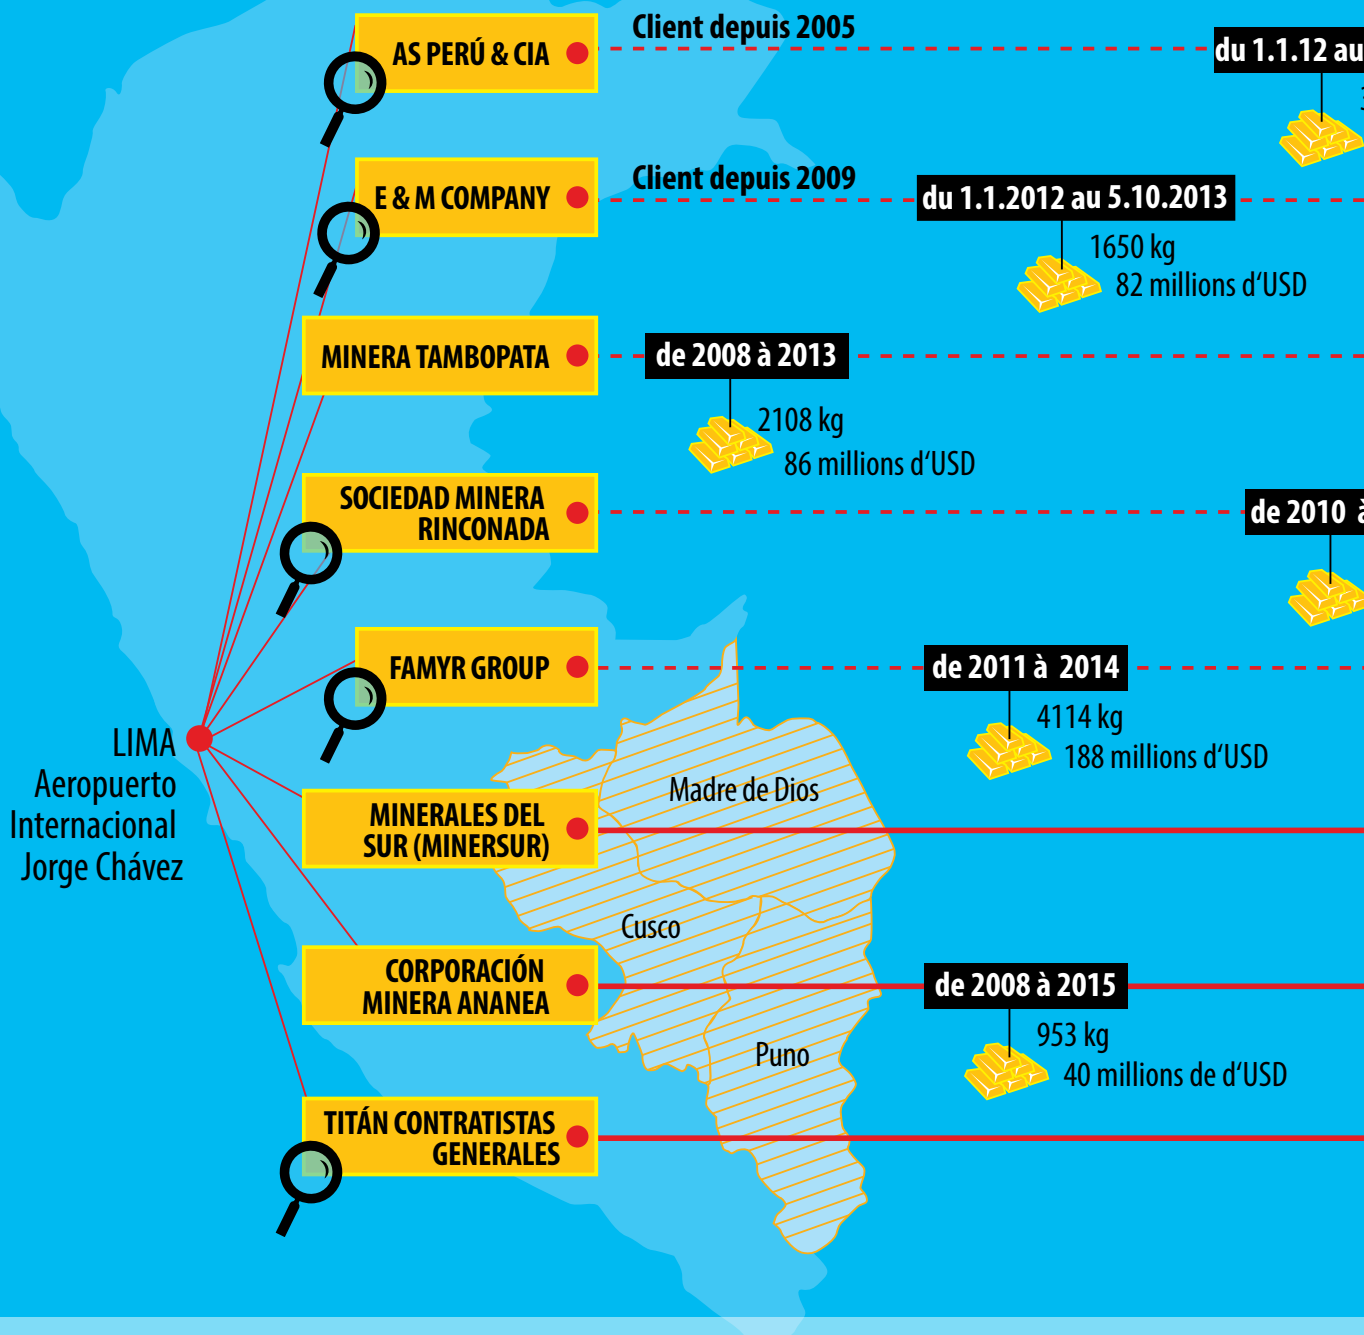 Client depuis 2005
AS PERÚ & CIA
du 1.1.12 au
Client depuis 2009
E & M COMPANY
du 1.1.2012 au 5.10.2013
1650 kg
82 millions d‘USD
MINERA TAMBOPATA
de 2008 à 2013
2108 kg
86 millions d‘USD
SOCIEDAD MINERA
RINCONADA
de 2010 à
FAMYR GROUP
de 2011 à 2014
4114 kg
188 millions d‘USD
LIMA
Aeropuerto
Internacional
Jorge Chávez
Madre de Dios
MINERALES DEL
SUR (MINERSUR)
Cusco
CORPORACIÓN
MINERA ANANEA
de 2008 à 2015
953 kg
40 millions de d‘USD
Puno
TITÁN CONTRATISTAS
GENERALES